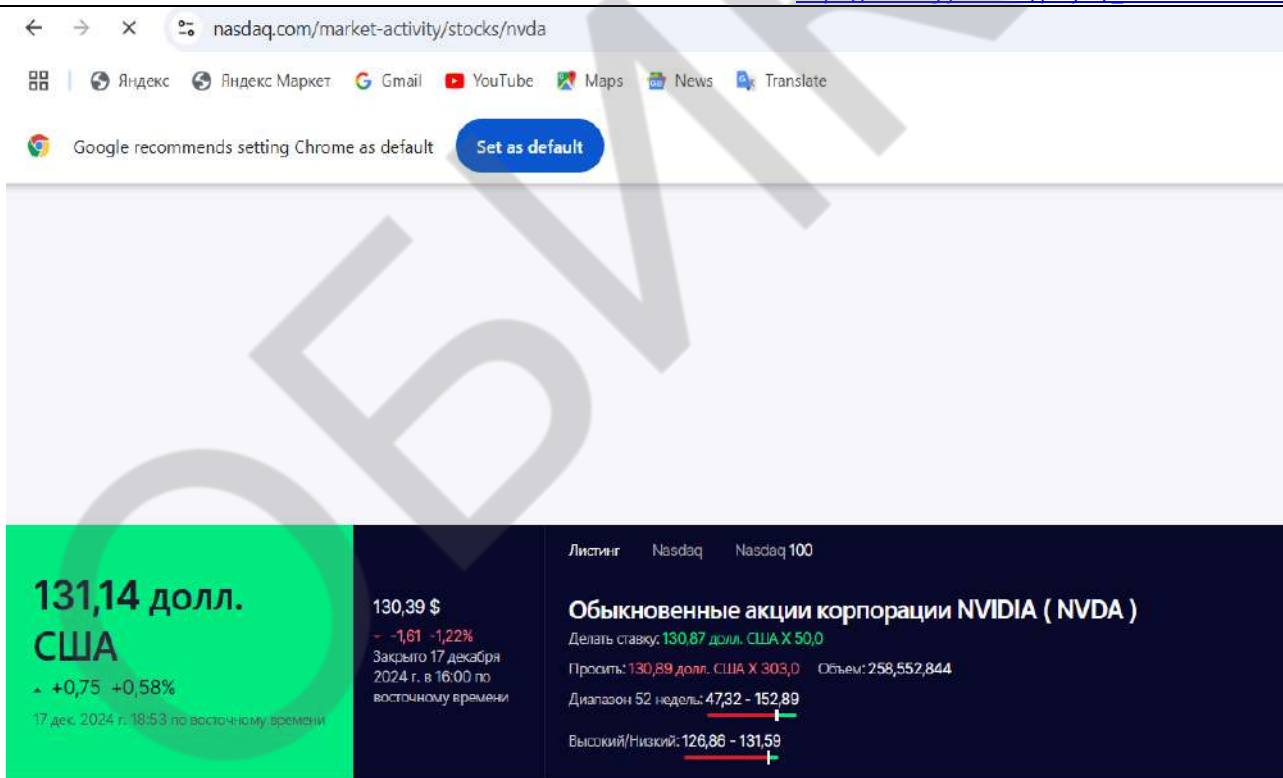 nasdaq.com/market-activity/stocks/nvda
Яндекс Яндекс Маркет Gmail YouTube Maps News Translate
Google recommends setting Chrome as default Set as default
131,14 долл.
США
+0,75 +0,58%
17 дек. 2024 г. 18:53 по восточному времени
130,39 $
-1,61 -1,22%
Закрыто 17 декабря
2024 г. в 16:00 по
восточному времени
Листинг Nasdaq Nasdaq 100
Обыкновенные акции корпорации NVIDIA ( NVDA )
Делать ставку: 130,87 долл. США X 50,0
Просить: 130,89 долл. США X 303,0 Объем: 258,552,844
Диапазон 52 недель: 47,32 - 152,89
Высокий/Низкий: 126,86 - 131,59